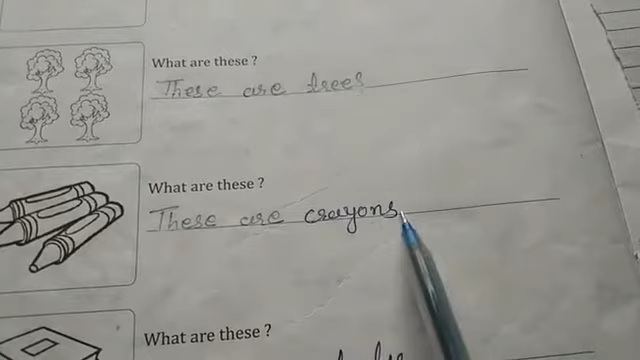 What are these ?
These are trees
What are these ?
These are crayons
What are these ?